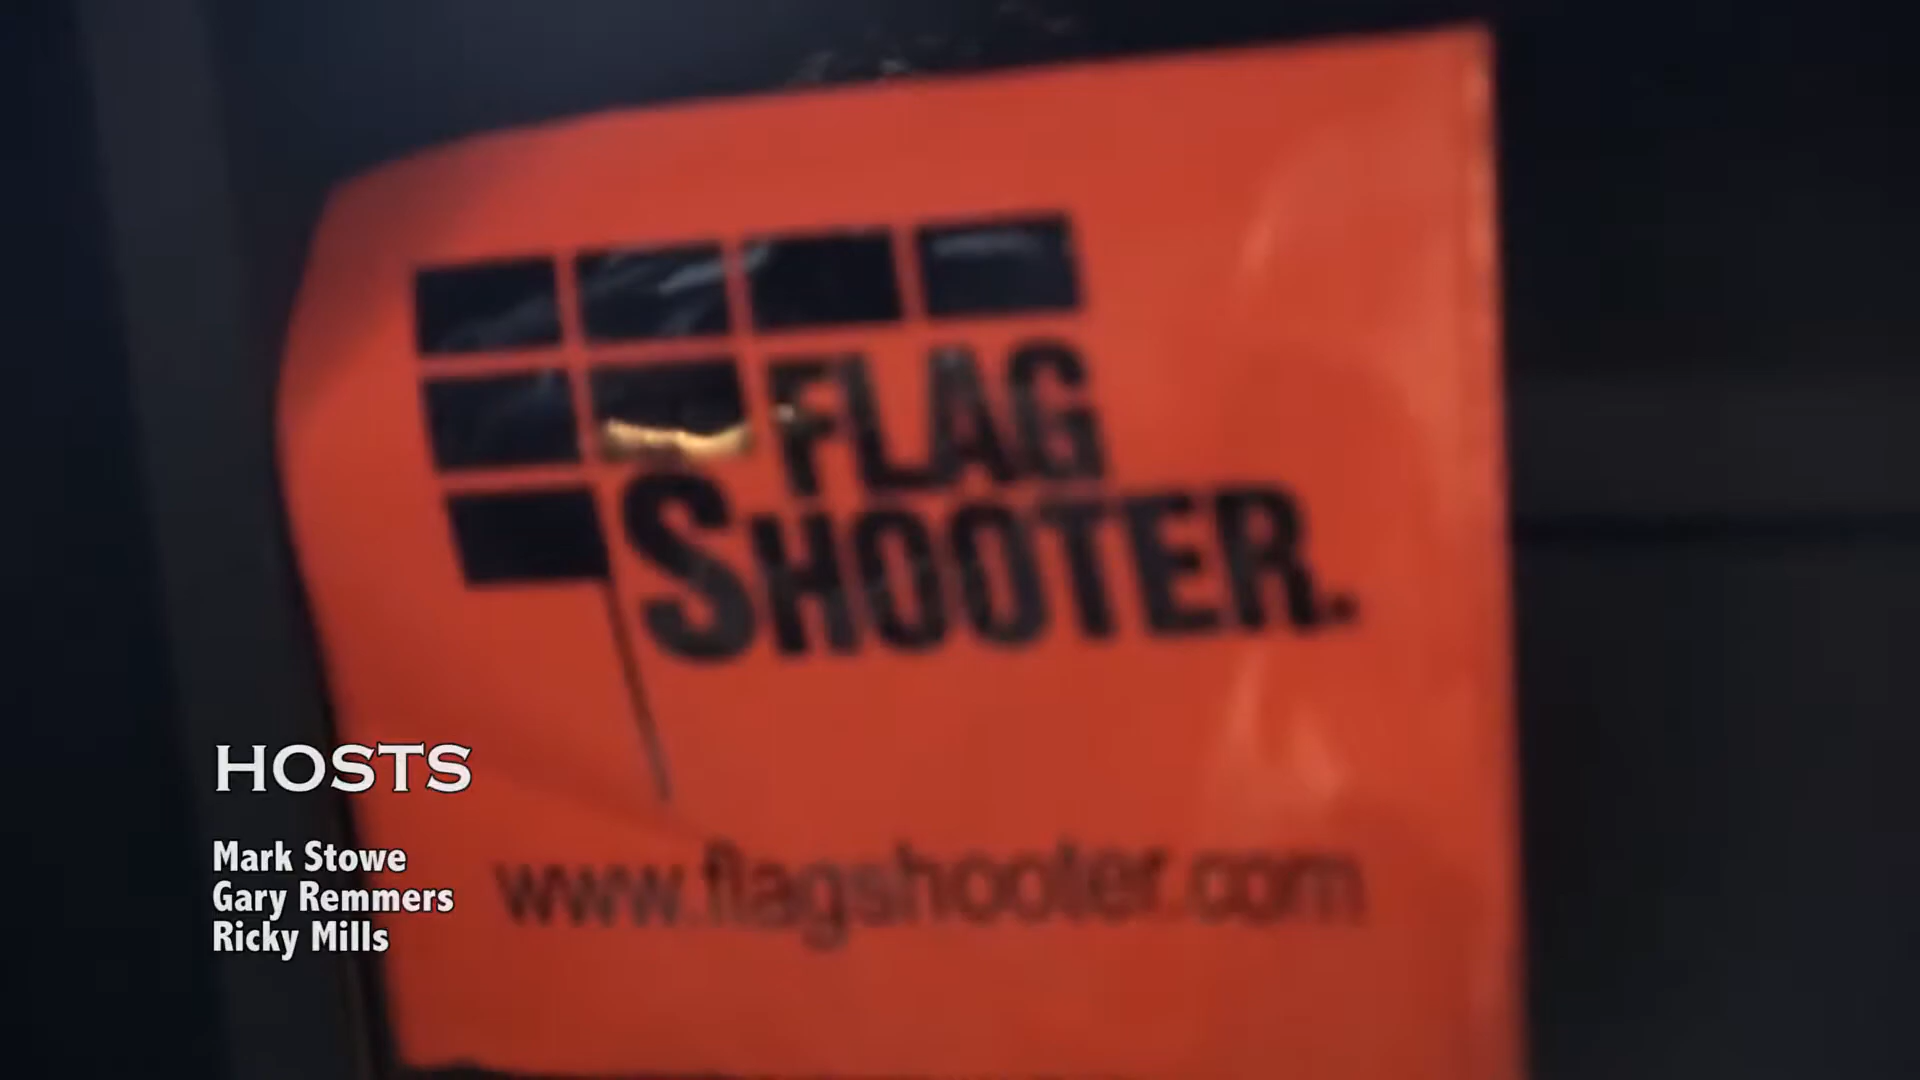 FLAG
SHOOTER.
HOSTS
Mark Stowe
Gary Remmers
Ricky Mills
www.flagshooter.com